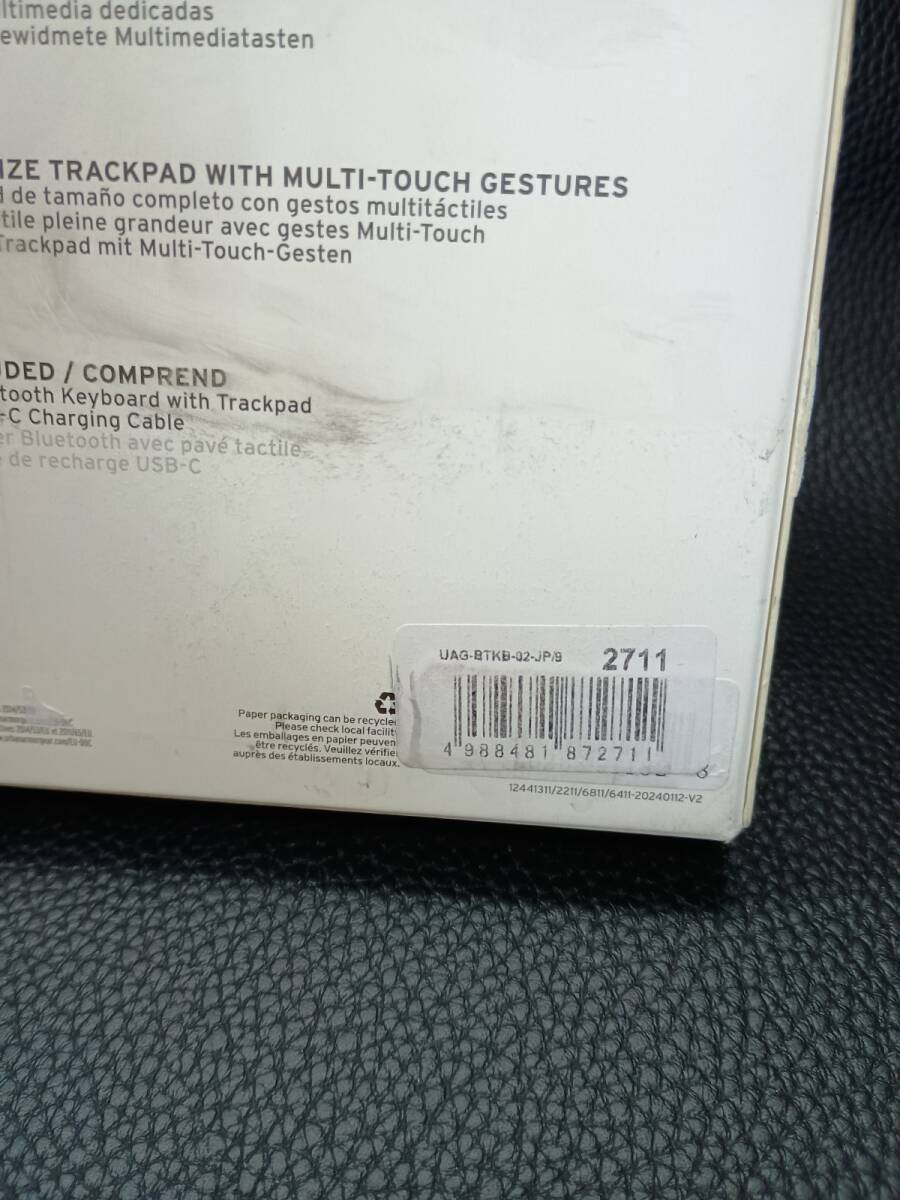 ltimedia dedicadas
ewidmete Multimediatasten
IZE TRACKPAD WITH MULTI-TOUCH GESTURES
d de tamaño completo con gestos multitáctiles
tile pleine grandeur avec gestes Multi-Touch
Trackpad mit Multi-Touch-Gesten
DED / COMPREND
tooth Keyboard with Trackpad
-C Charging Cable
er Bluetooth avec pavé tactile
de recharge USB-C
UAG-BTKB-02-JP/9 2711
4 988481 872711
Paper packaging can be recycle
Please check local facilit
Les emballages en papier peuven
être recyclés. Veuillez vérifie
auprès des établissements locaux.
12441311/2211/6811/6411-20240112-V2